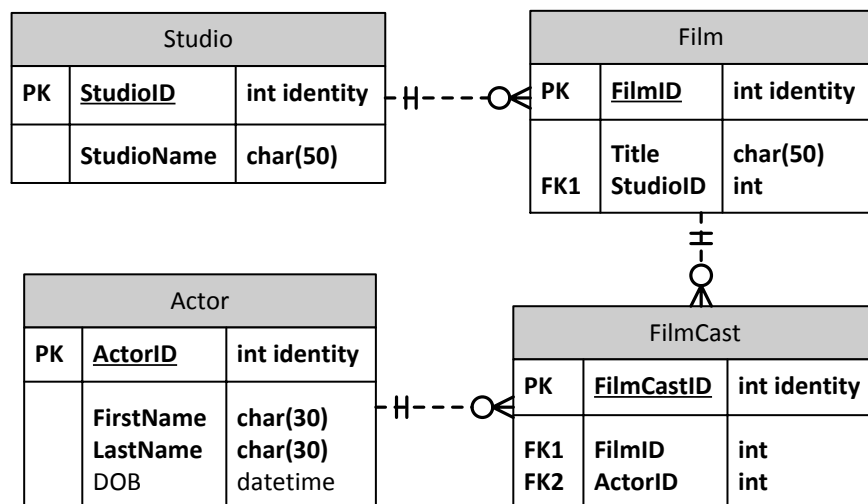 Studio
PK StudioID int identity
StudioName char(50)
Film
PK FilmID int identity
Title char(50)
FK1 StudioID int
Actor
PK ActorID int identity
FirstName char(30)
LastName char(30)
DOB datetime
FilmCast
PK FilmCastID int identity
FK1 FilmID int
FK2 ActorID int